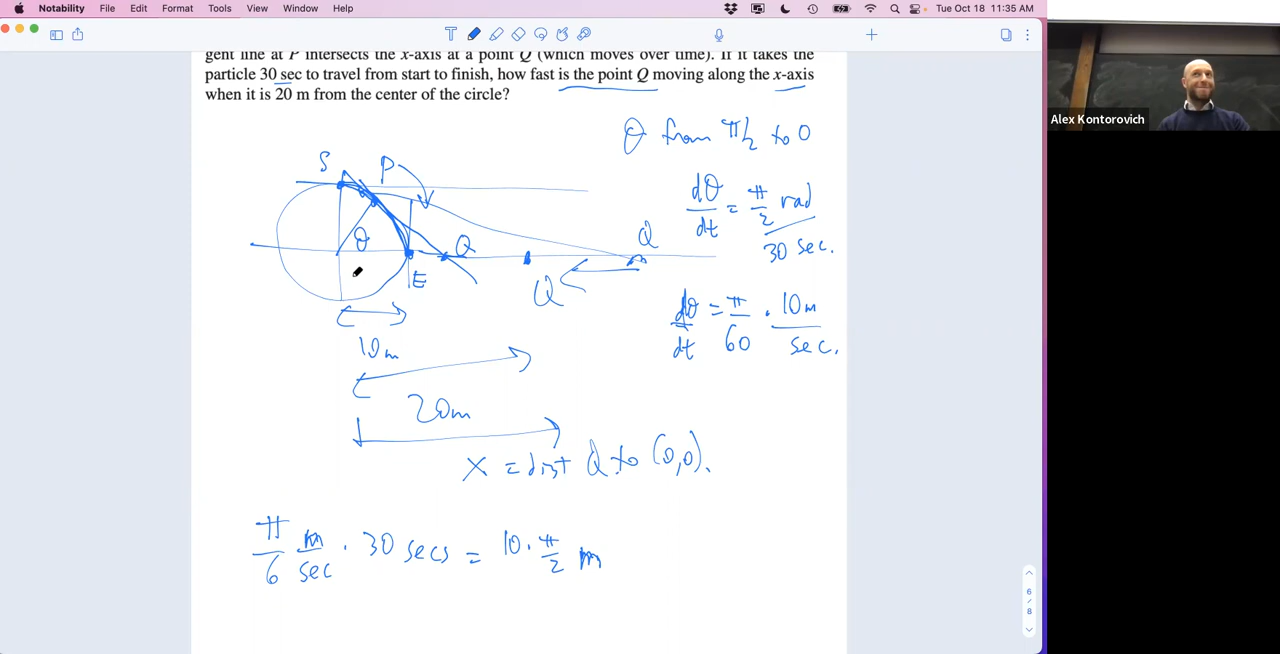 Notability File Edit Format Tools View Window Help Tue Oct 18 11:35 AM
gent line at P intersects the x-axis at a point Q (which moves over time). If it takes the
particle 30 sec to travel from start to finish, how fast is the point Q moving along the x-axis
when it is 20 m from the center of the circle?
Alex Kontorovich
θ from π/2 to 0
S P
dθ/dt = π/2 rad / 30 sec.
θ Q Q
E Q
dθ/dt = π/60 · 10m/sec.
10m
20m
X = dist Q to (0,0).
π/6 m/sec · 30 secs = 10 · π/2 m
6
8